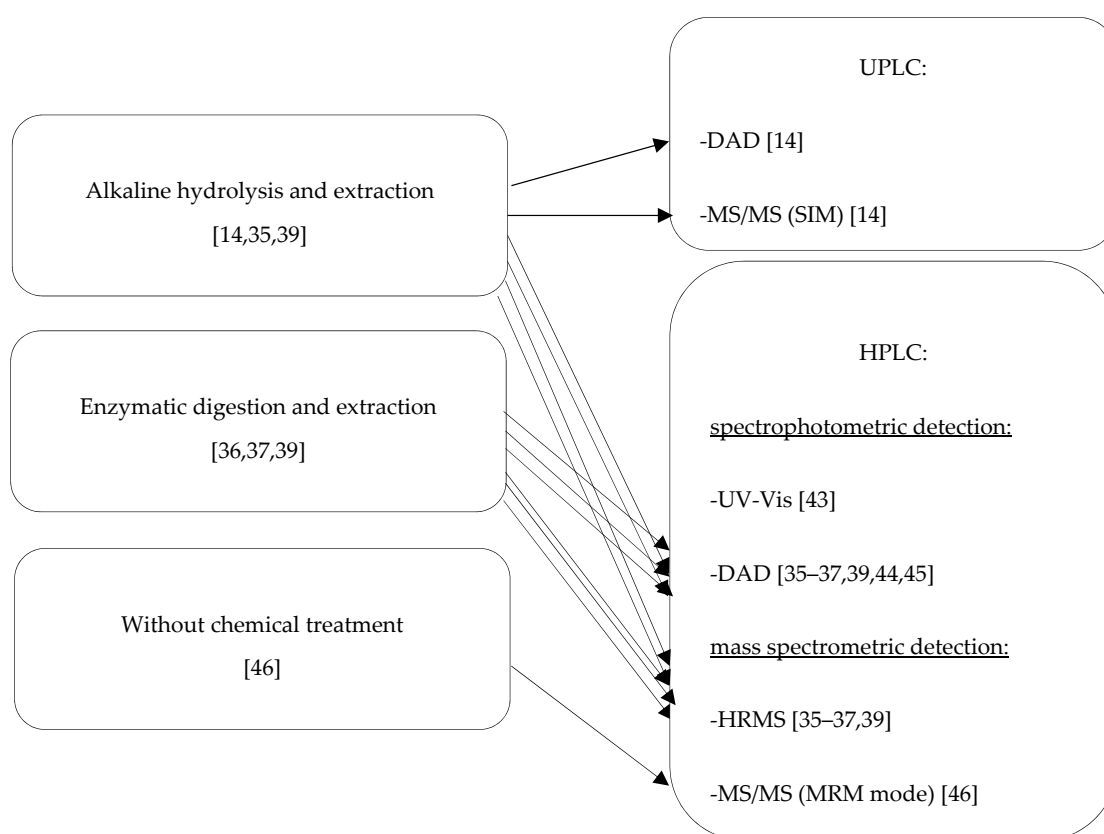 Alkaline hydrolysis and extraction
[14,35,39]
Enzymatic digestion and extraction
[36,37,39]
Without chemical treatment
[46]
UPLC:
-DAD [14]
-MS/MS (SIM) [14]
HPLC:
spectrophotometric detection:
-UV-Vis [43]
-DAD [35–37,39,44,45]
mass spectrometric detection:
-HRMS [35–37,39]
-MS/MS (MRM mode) [46]